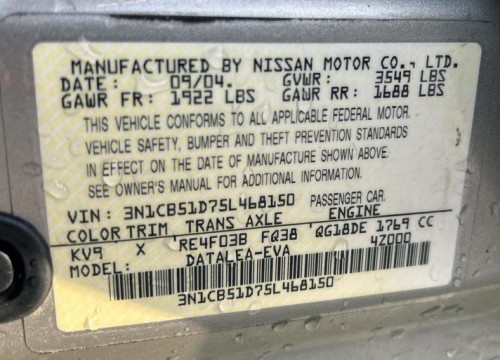 MANUFACTURED BY NISSAN MOTOR CO., LTD.
DATE: 09/04. GVWR: 3549 LBS
GAWR FR: 1922 LBS GAWR RR: 1688 LBS
THIS VEHICLE CONFORMS TO ALL APPLICABLE FEDERAL MOTOR
VEHICLE SAFETY, BUMPER AND THEFT PREVENTION STANDARDS
IN EFFECT ON THE DATE OF MANUFACTURE SHOWN ABOVE.
SEE OWNER'S MANUAL FOR ADDITIONAL INFORMATION.
VIN: 3N1CB51D75L468150 PASSENGER CAR
COLOR TRIM TRANS AXLE ENGINE
KV9 X RE4F03B FQ38 QG18DE 1769 CC
MODEL: DATALEA-EVA 4Z000
3N1CB51D75L468150